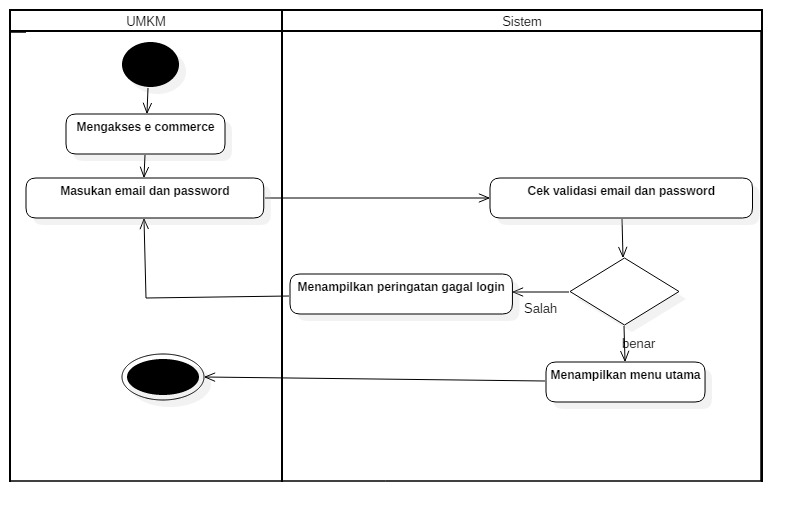 UMKM
Sistem
Mengakses e commerce
Masukan email dan password
Cek validasi email dan password
Menampilkan peringatan gagal login
Salah
benar
Menampilkan menu utama